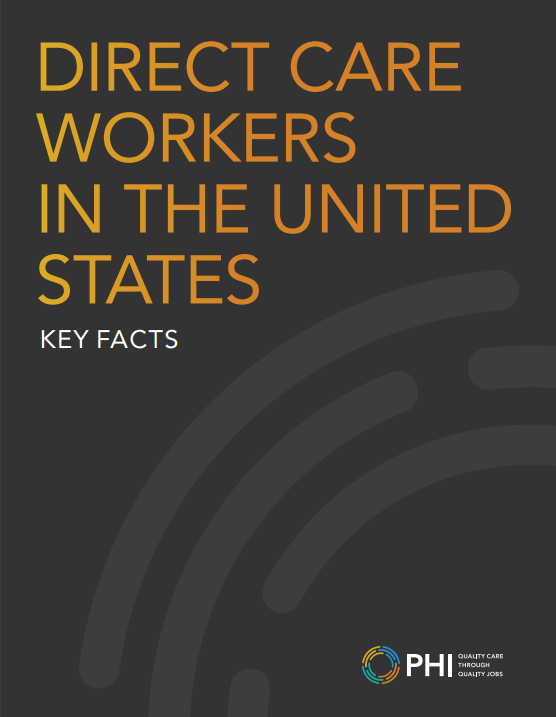 DIRECT CARE
WORKERS
IN THE UNITED
STATES
KEY FACTS
PHI
QUALITY CARE
THROUGH
QUALITY JOBS